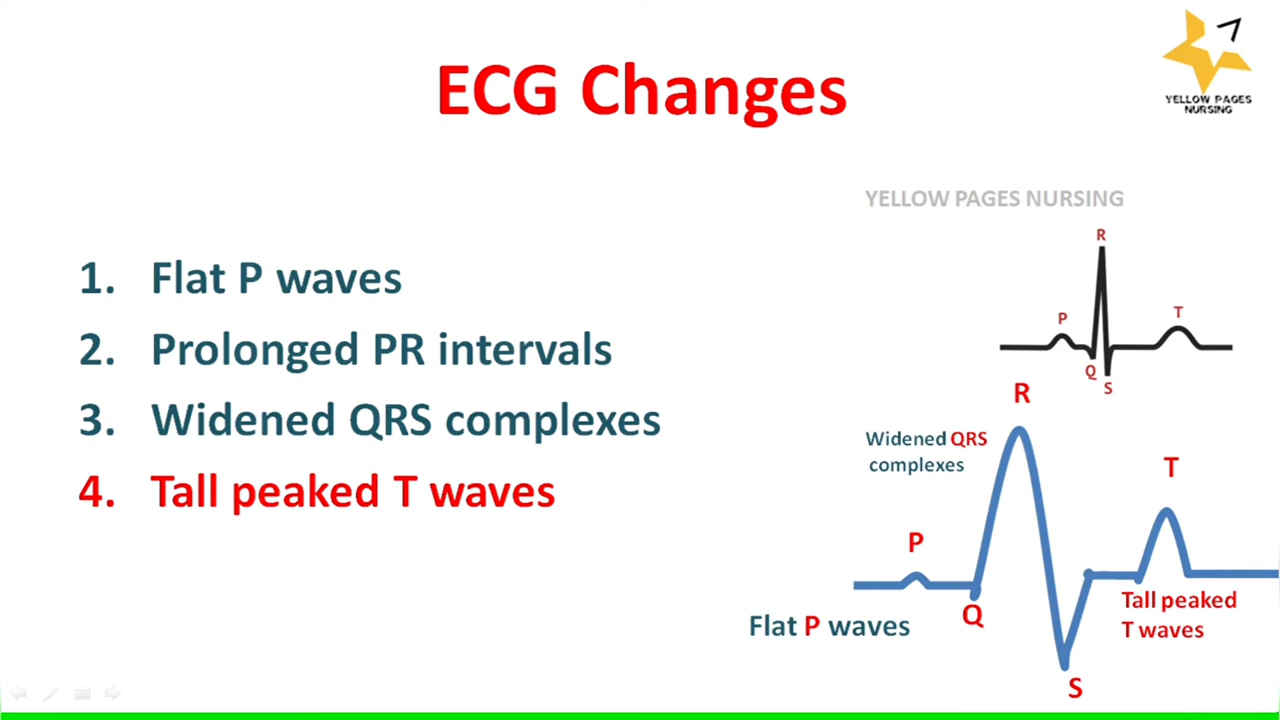 ECG Changes
YELLOW PAGES
NURSING
YELLOW PAGES NURSING
1. Flat P waves
2. Prolonged PR intervals
3. Widened QRS complexes
4. Tall peaked T waves
R
P
T
Q
S
R
Widened QRS
complexes
T
P
Tall peaked
T waves
Q
Flat P waves
S